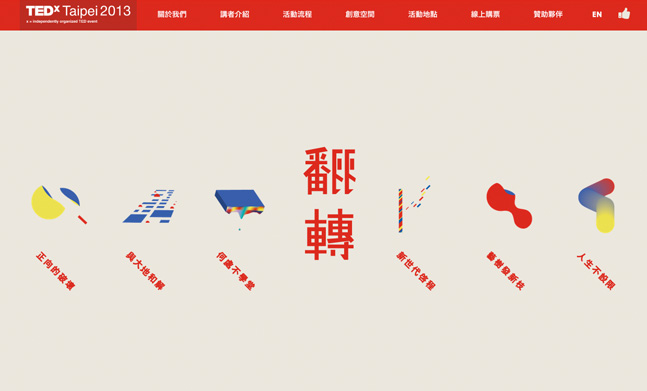 TEDx Taipei 2013
x = independently organized TED event
關於我們
講者介紹
活動流程
創意空間
活動地點
線上購票
贊助夥伴
EN
翻轉
正向的破壞
與大地和解
何處不學堂
新世代啓程
藝樹發新枝
人生不設限